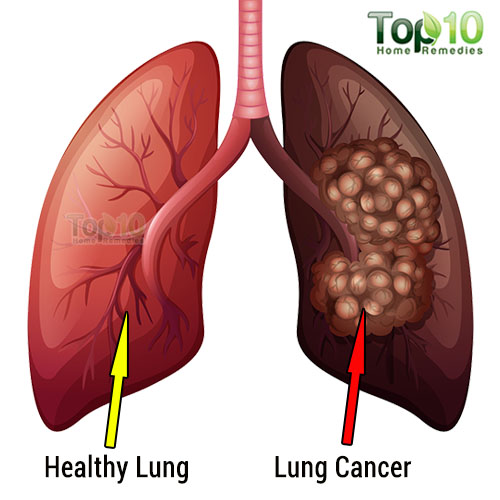 Top10
Home Remedies
Top10
Home Remedies
Healthy Lung
Lung Cancer